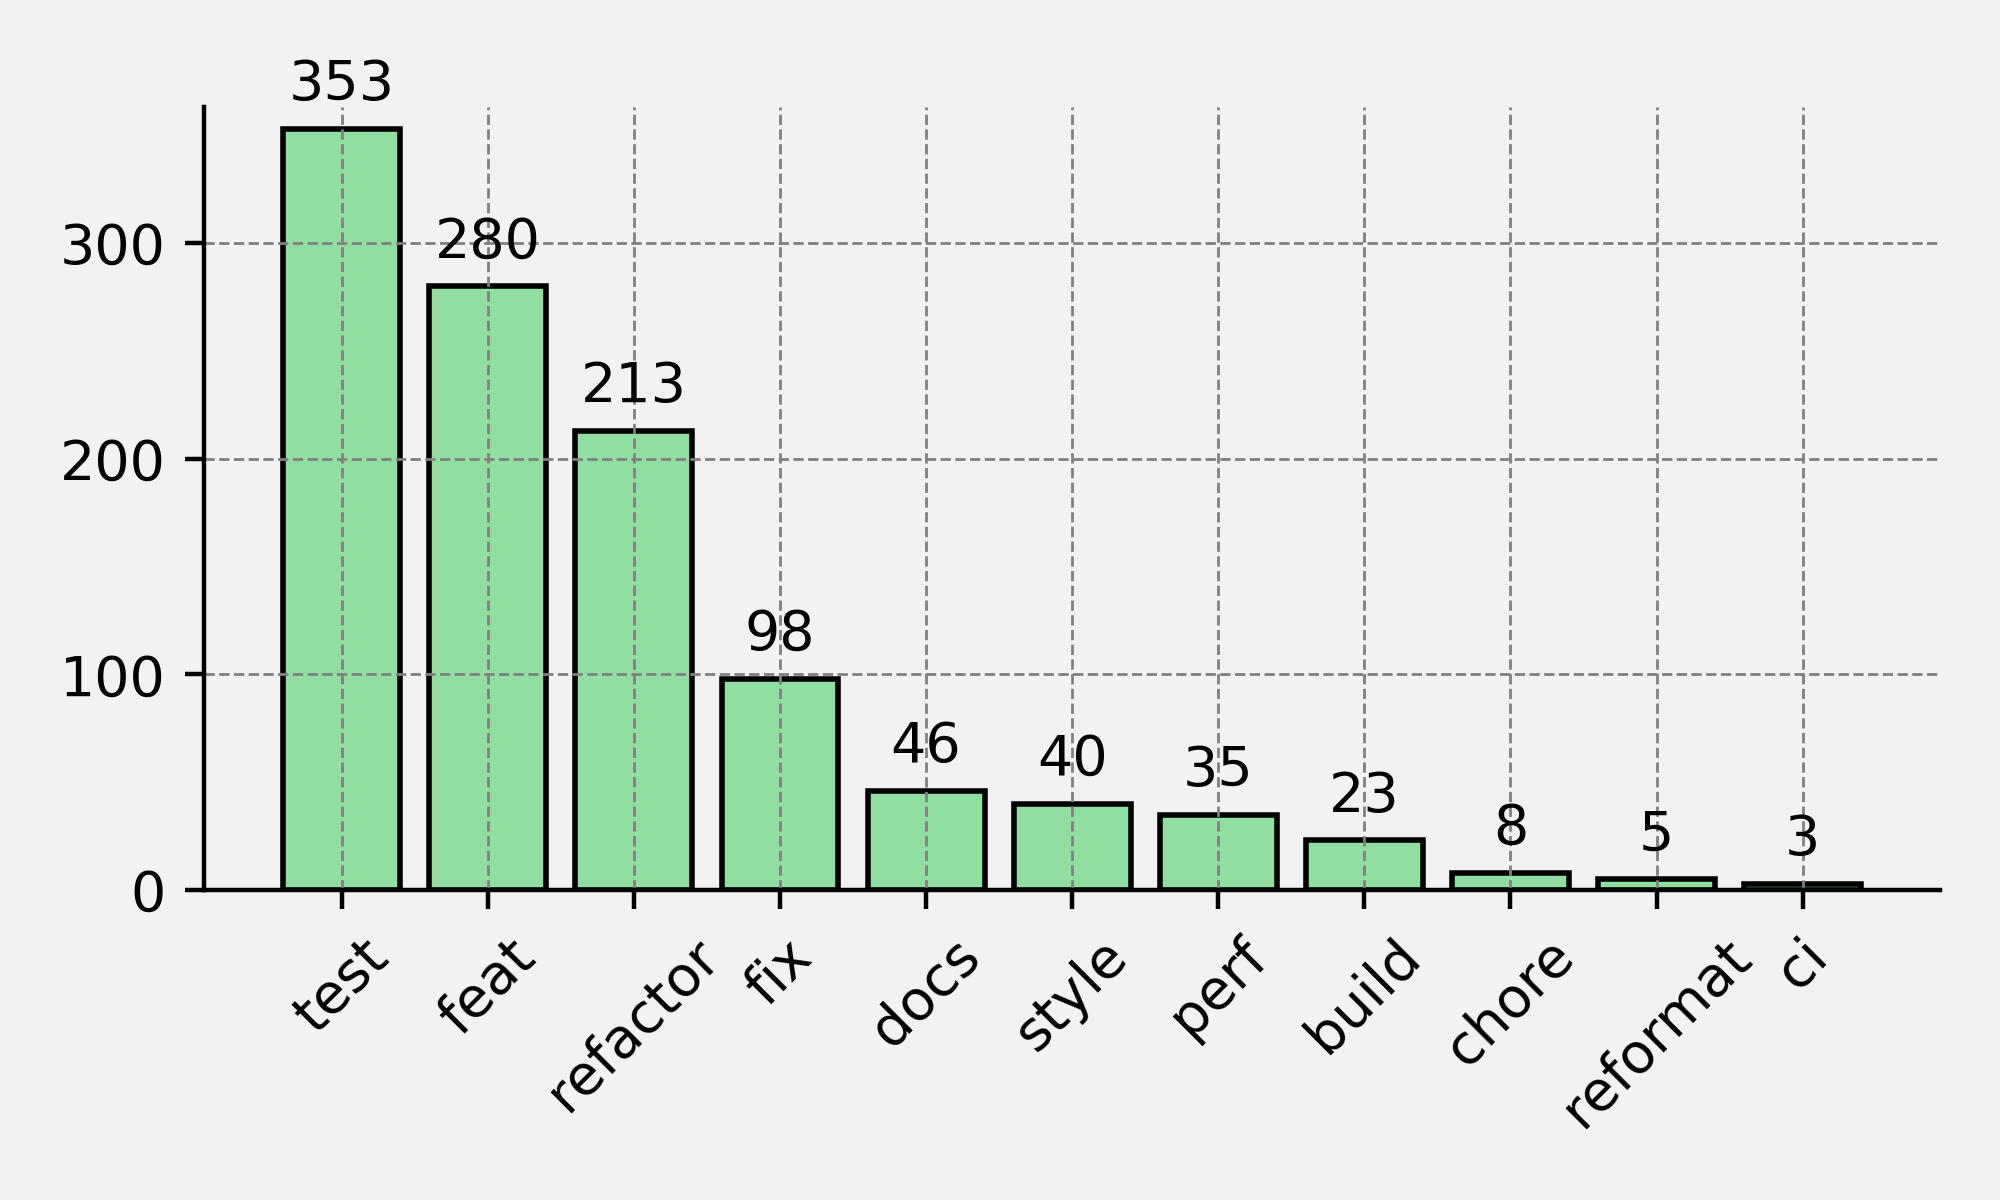 353
280
213
98
46
40
35
23
8
5
3
300
200
100
0
test
feat
refactor
fix
docs
style
perf
build
chore
reformat
ci